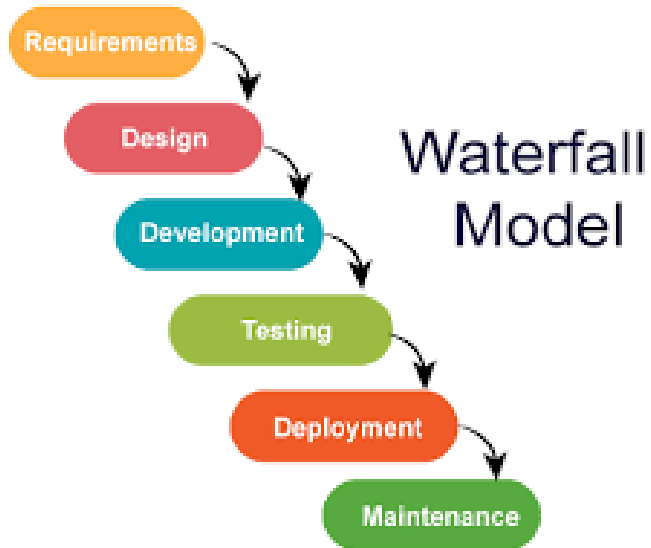 Requirements
Design
Waterfall
Model
Development
Testing
Deployment
Maintenance